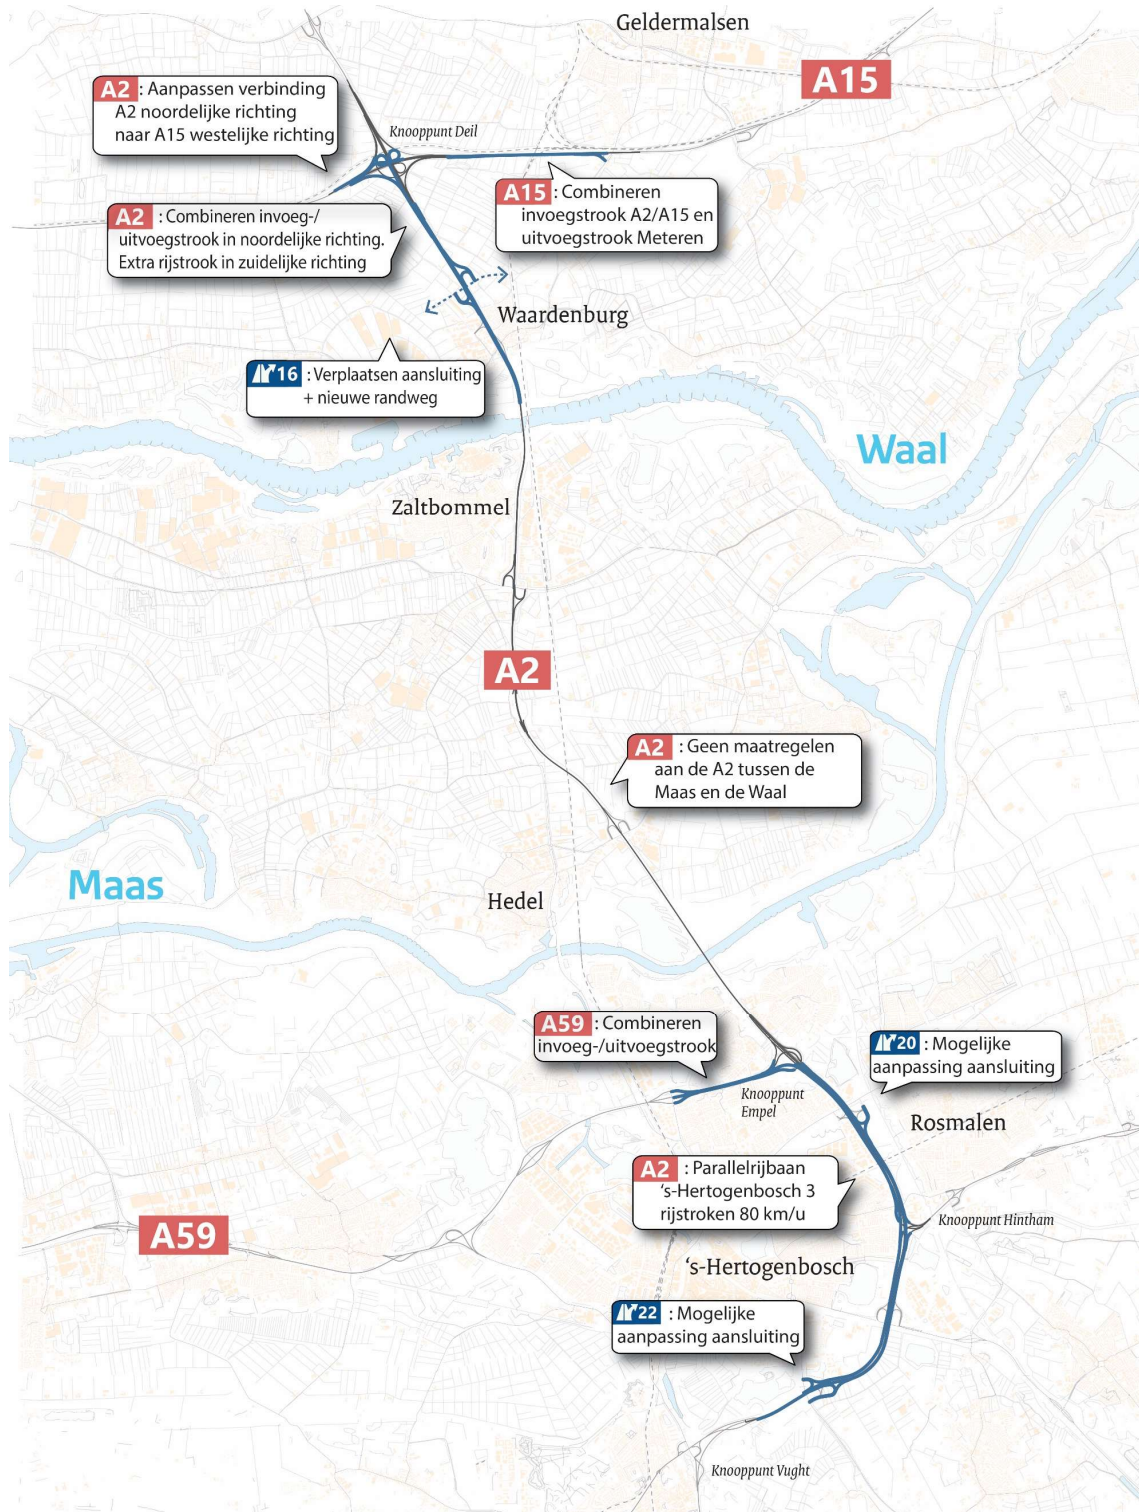 Geldermalsen
A15
A2 : Aanpassen verbinding
A2 noordelijke richting
naar A15 westelijke richting
Knooppunt Deil
A15 : Combineren
invoegstrook A2/A15 en
uitvoegstrook Meteren
A2 : Combineren invoeg-/
uitvoegstrook in noordelijke richting.
Extra rijstrook in zuidelijke richting
Waardenburg
16 : Verplaatsen aansluiting
+ nieuwe randweg
Waal
Zaltbommel
A2
A2 : Geen maatregelen
aan de A2 tussen de
Maas en de Waal
Maas
Hedel
A59 : Combineren
invoeg-/uitvoegstrook
20 : Mogelijke
aanpassing aansluiting
Knooppunt
Empel
Rosmalen
A2 : Parallelrijbaan
‘s-Hertogenbosch 3
rijstroken 80 km/u
Knooppunt Hintham
A59
‘s-Hertogenbosch
22 : Mogelijke
aanpassing aansluiting
Knooppunt Vught